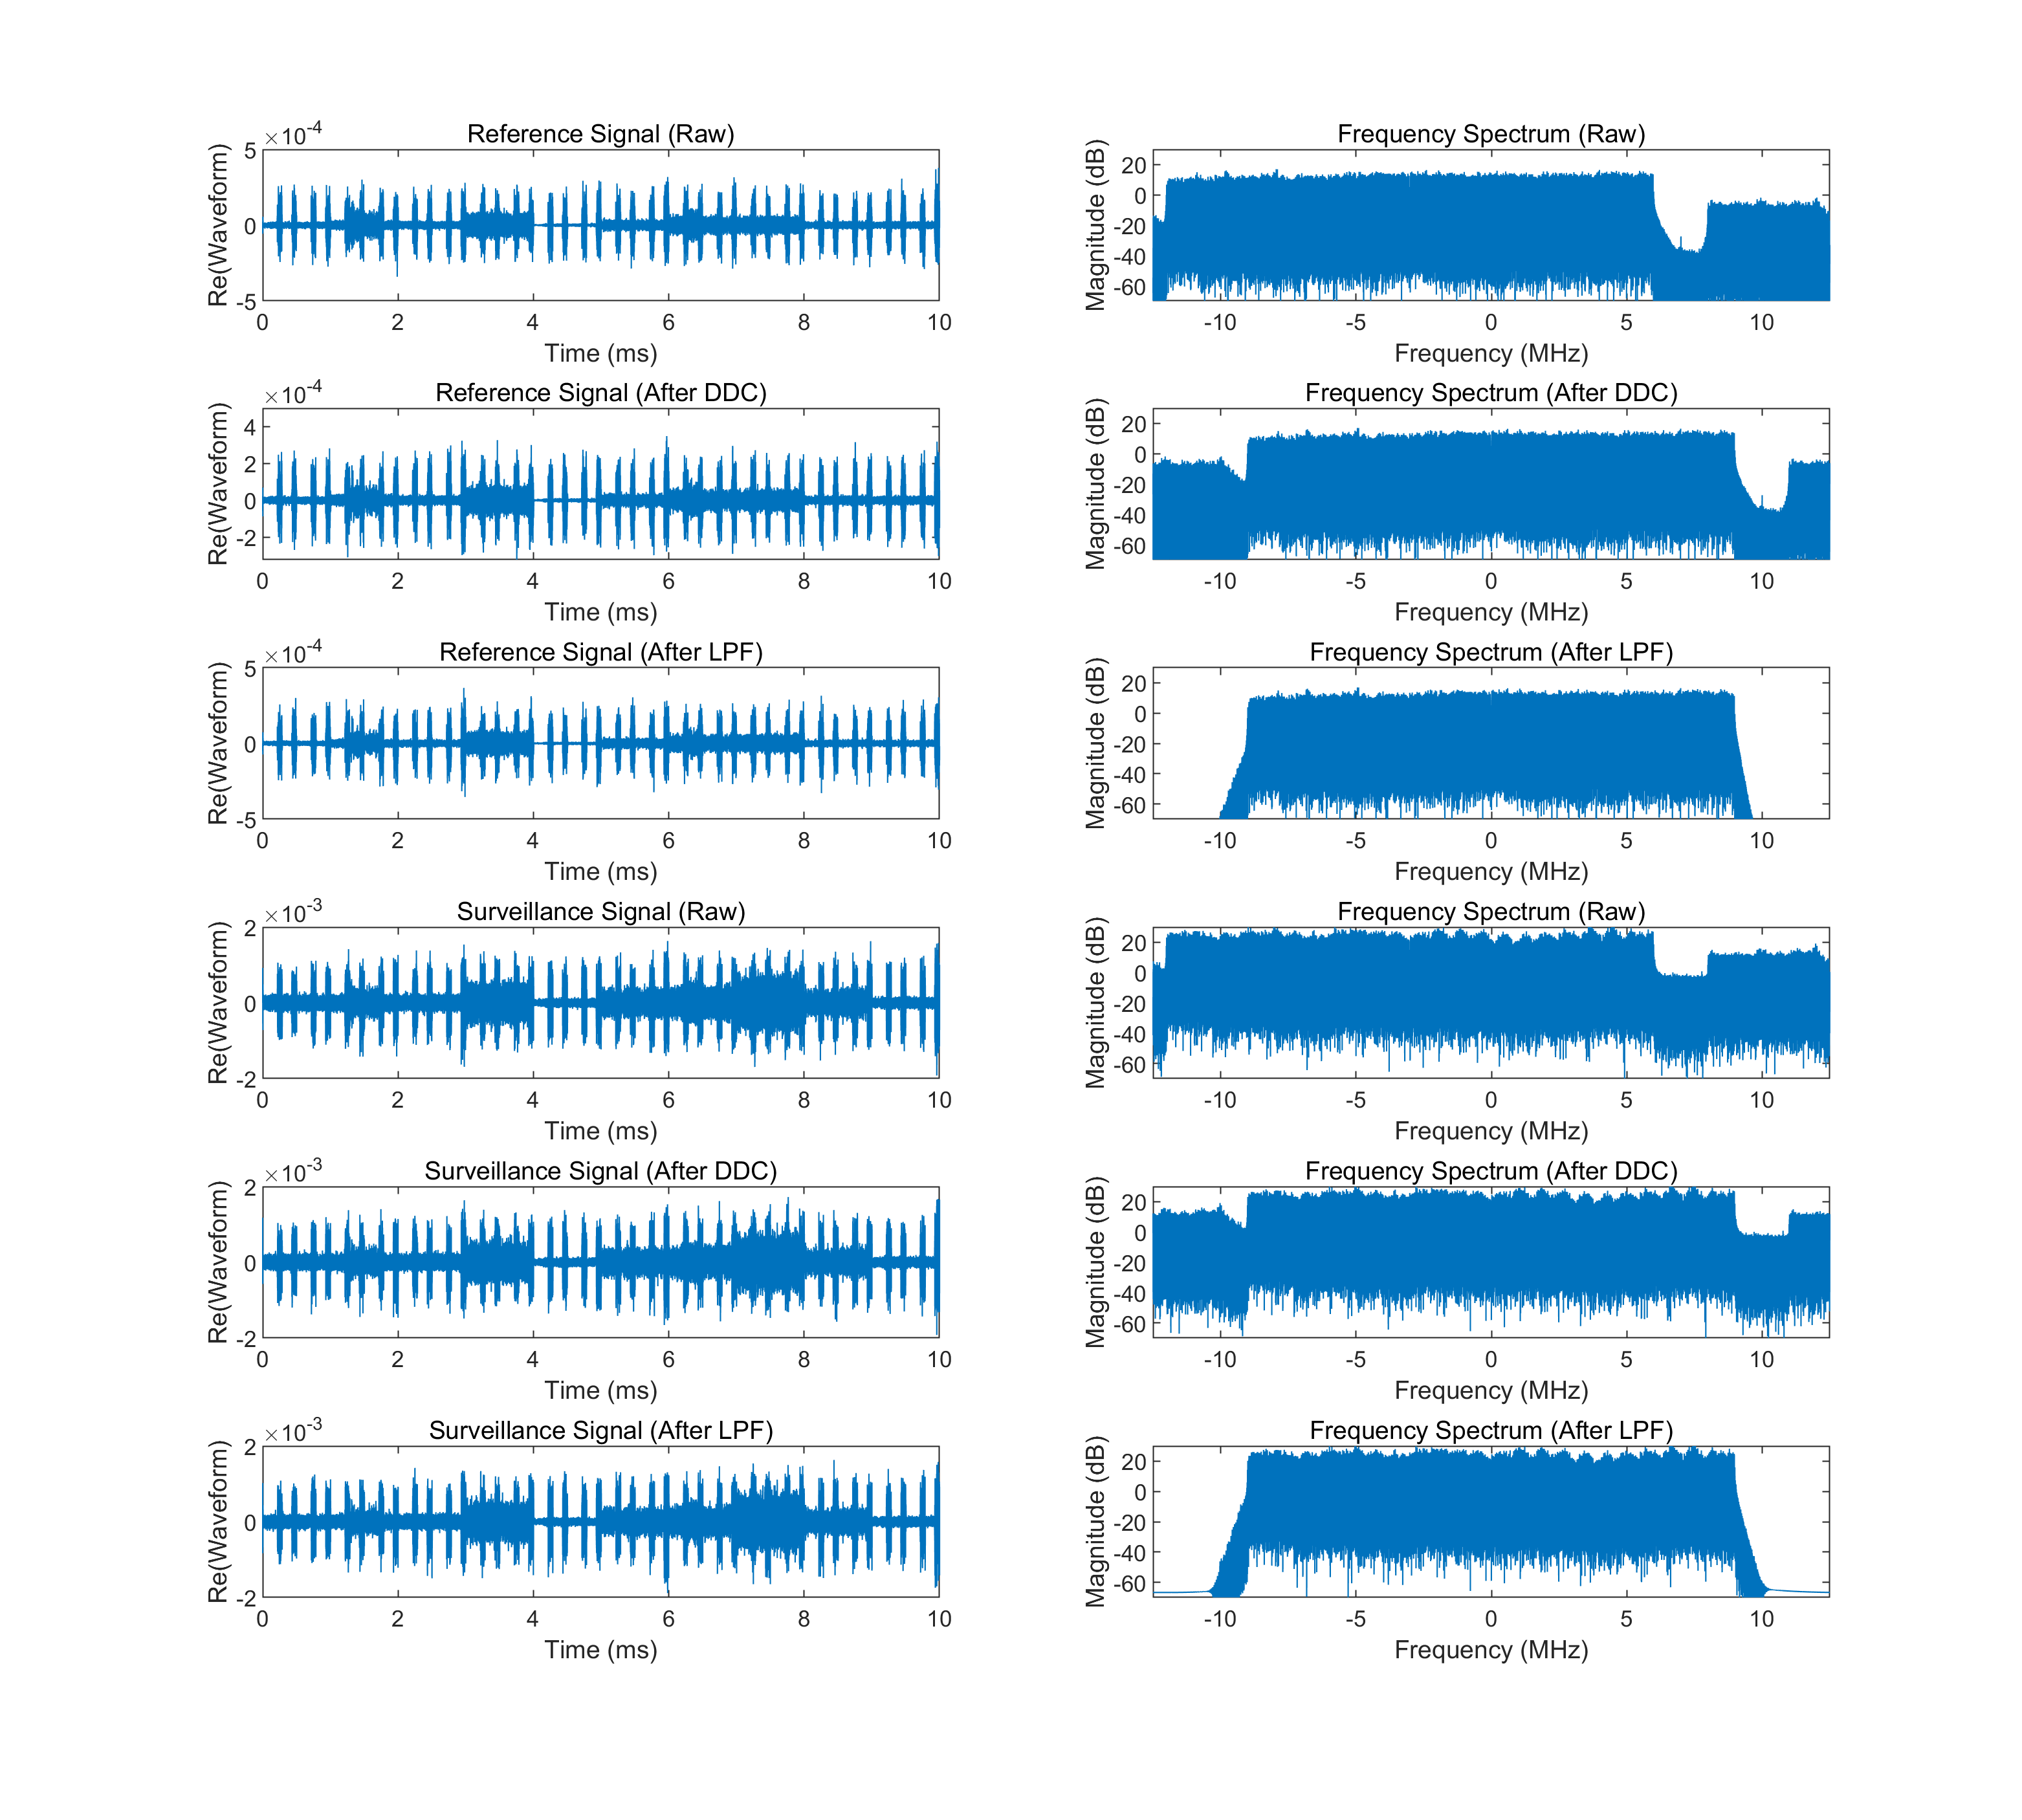 Reference Signal (Raw)
×10-4
Re(Waveform)
5
0
-5
0 2 4 6 8 10
Time (ms)
Frequency Spectrum (Raw)
Magnitude (dB)
20
0
-20
-40
-60
-10 -5 0 5 10
Frequency (MHz)
Reference Signal (After DDC)
×10-4
Re(Waveform)
4
2
0
-2
0 2 4 6 8 10
Time (ms)
Frequency Spectrum (After DDC)
Magnitude (dB)
20
0
-20
-40
-60
-10 -5 0 5 10
Frequency (MHz)
Reference Signal (After LPF)
×10-4
Re(Waveform)
5
0
-5
0 2 4 6 8 10
Time (ms)
Frequency Spectrum (After LPF)
Magnitude (dB)
20
0
-20
-40
-60
-10 -5 0 5 10
Frequency (MHz)
Surveillance Signal (Raw)
×10-3
Re(Waveform)
2
0
-2
0 2 4 6 8 10
Time (ms)
Frequency Spectrum (Raw)
Magnitude (dB)
20
0
-20
-40
-60
-10 -5 0 5 10
Frequency (MHz)
Surveillance Signal (After DDC)
×10-3
Re(Waveform)
2
0
-2
0 2 4 6 8 10
Time (ms)
Frequency Spectrum (After DDC)
Magnitude (dB)
20
0
-20
-40
-60
-10 -5 0 5 10
Frequency (MHz)
Surveillance Signal (After LPF)
×10-3
Re(Waveform)
2
0
-2
0 2 4 6 8 10
Time (ms)
Frequency Spectrum (After LPF)
Magnitude (dB)
20
0
-20
-40
-60
-10 -5 0 5 10
Frequency (MHz)